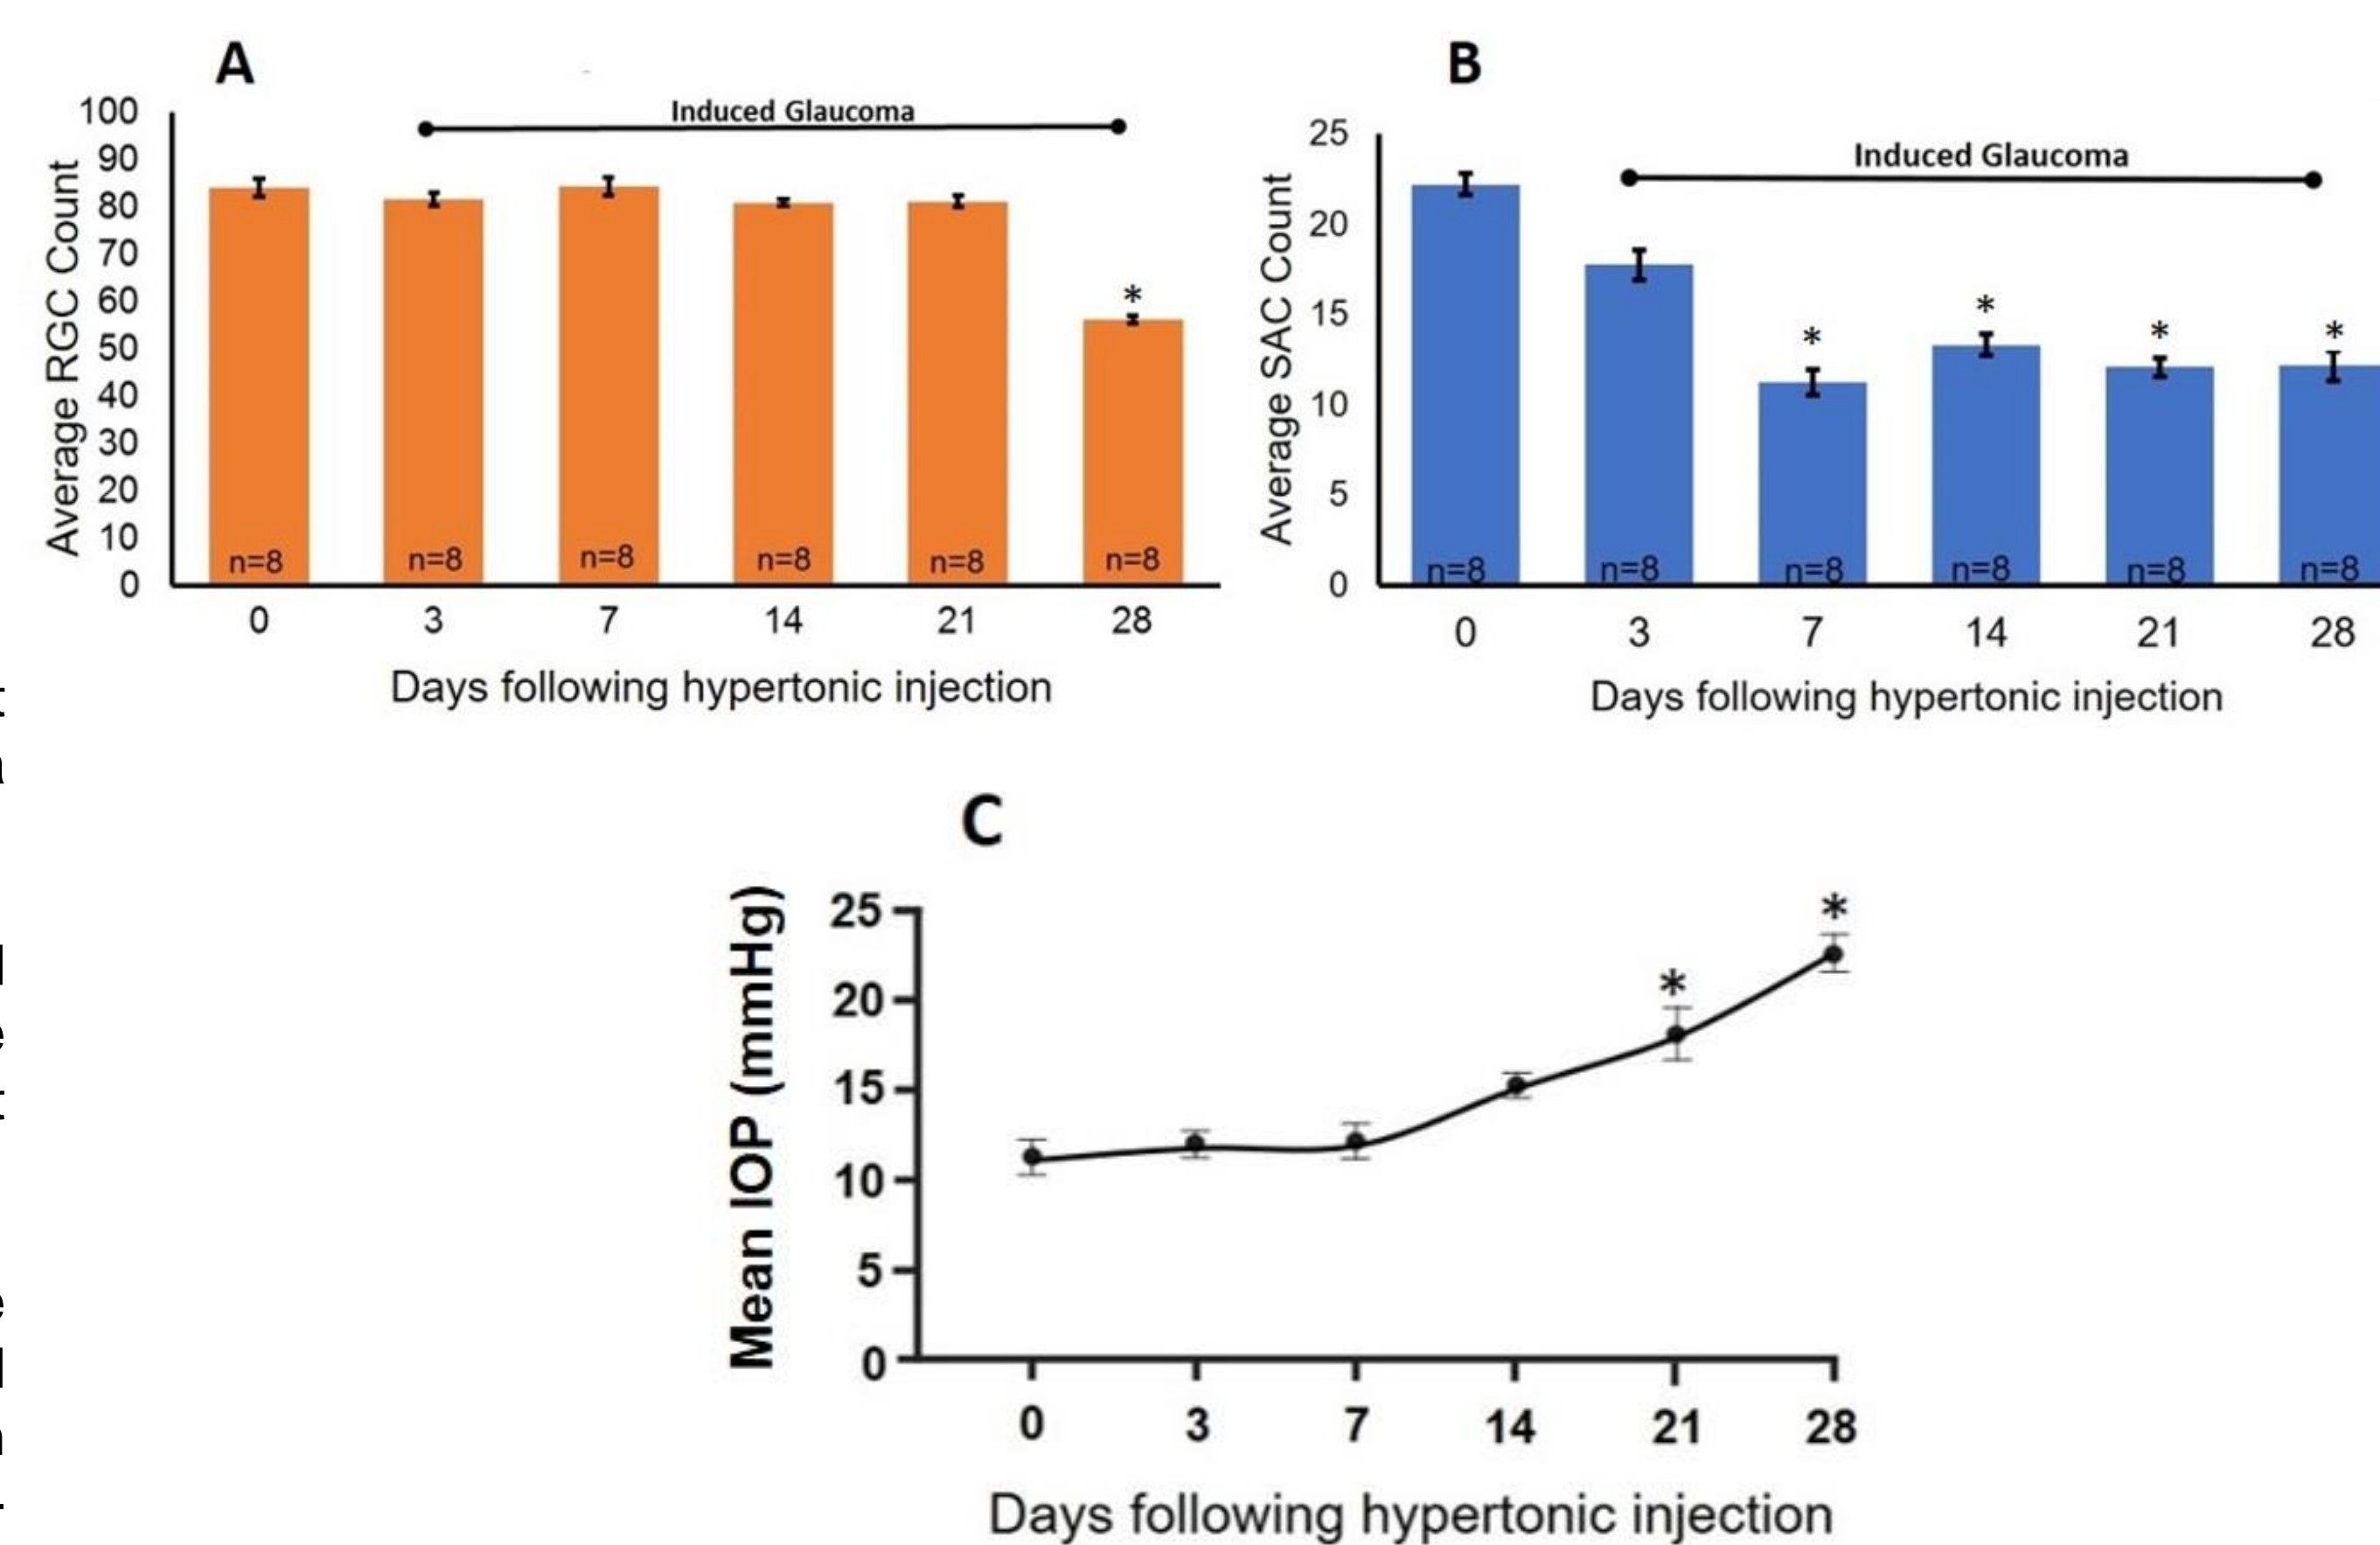 A
Induced Glaucoma
100
90
80
70
60
50
40
30
20
10
0
Average RGC Count
*
n=8
n=8
n=8
n=8
n=8
n=8
0 3 7 14 21 28
Days following hypertonic injection
B
Induced Glaucoma
25
20
15
10
5
0
Average SAC Count
*
*
*
*
n=8
n=8
n=8
n=8
n=8
n=8
0 3 7 14 21 28
Days following hypertonic injection
C
Mean IOP (mmHg)
25
20
15
10
5
0
*
*
0 3 7 14 21 28
Days following hypertonic injection